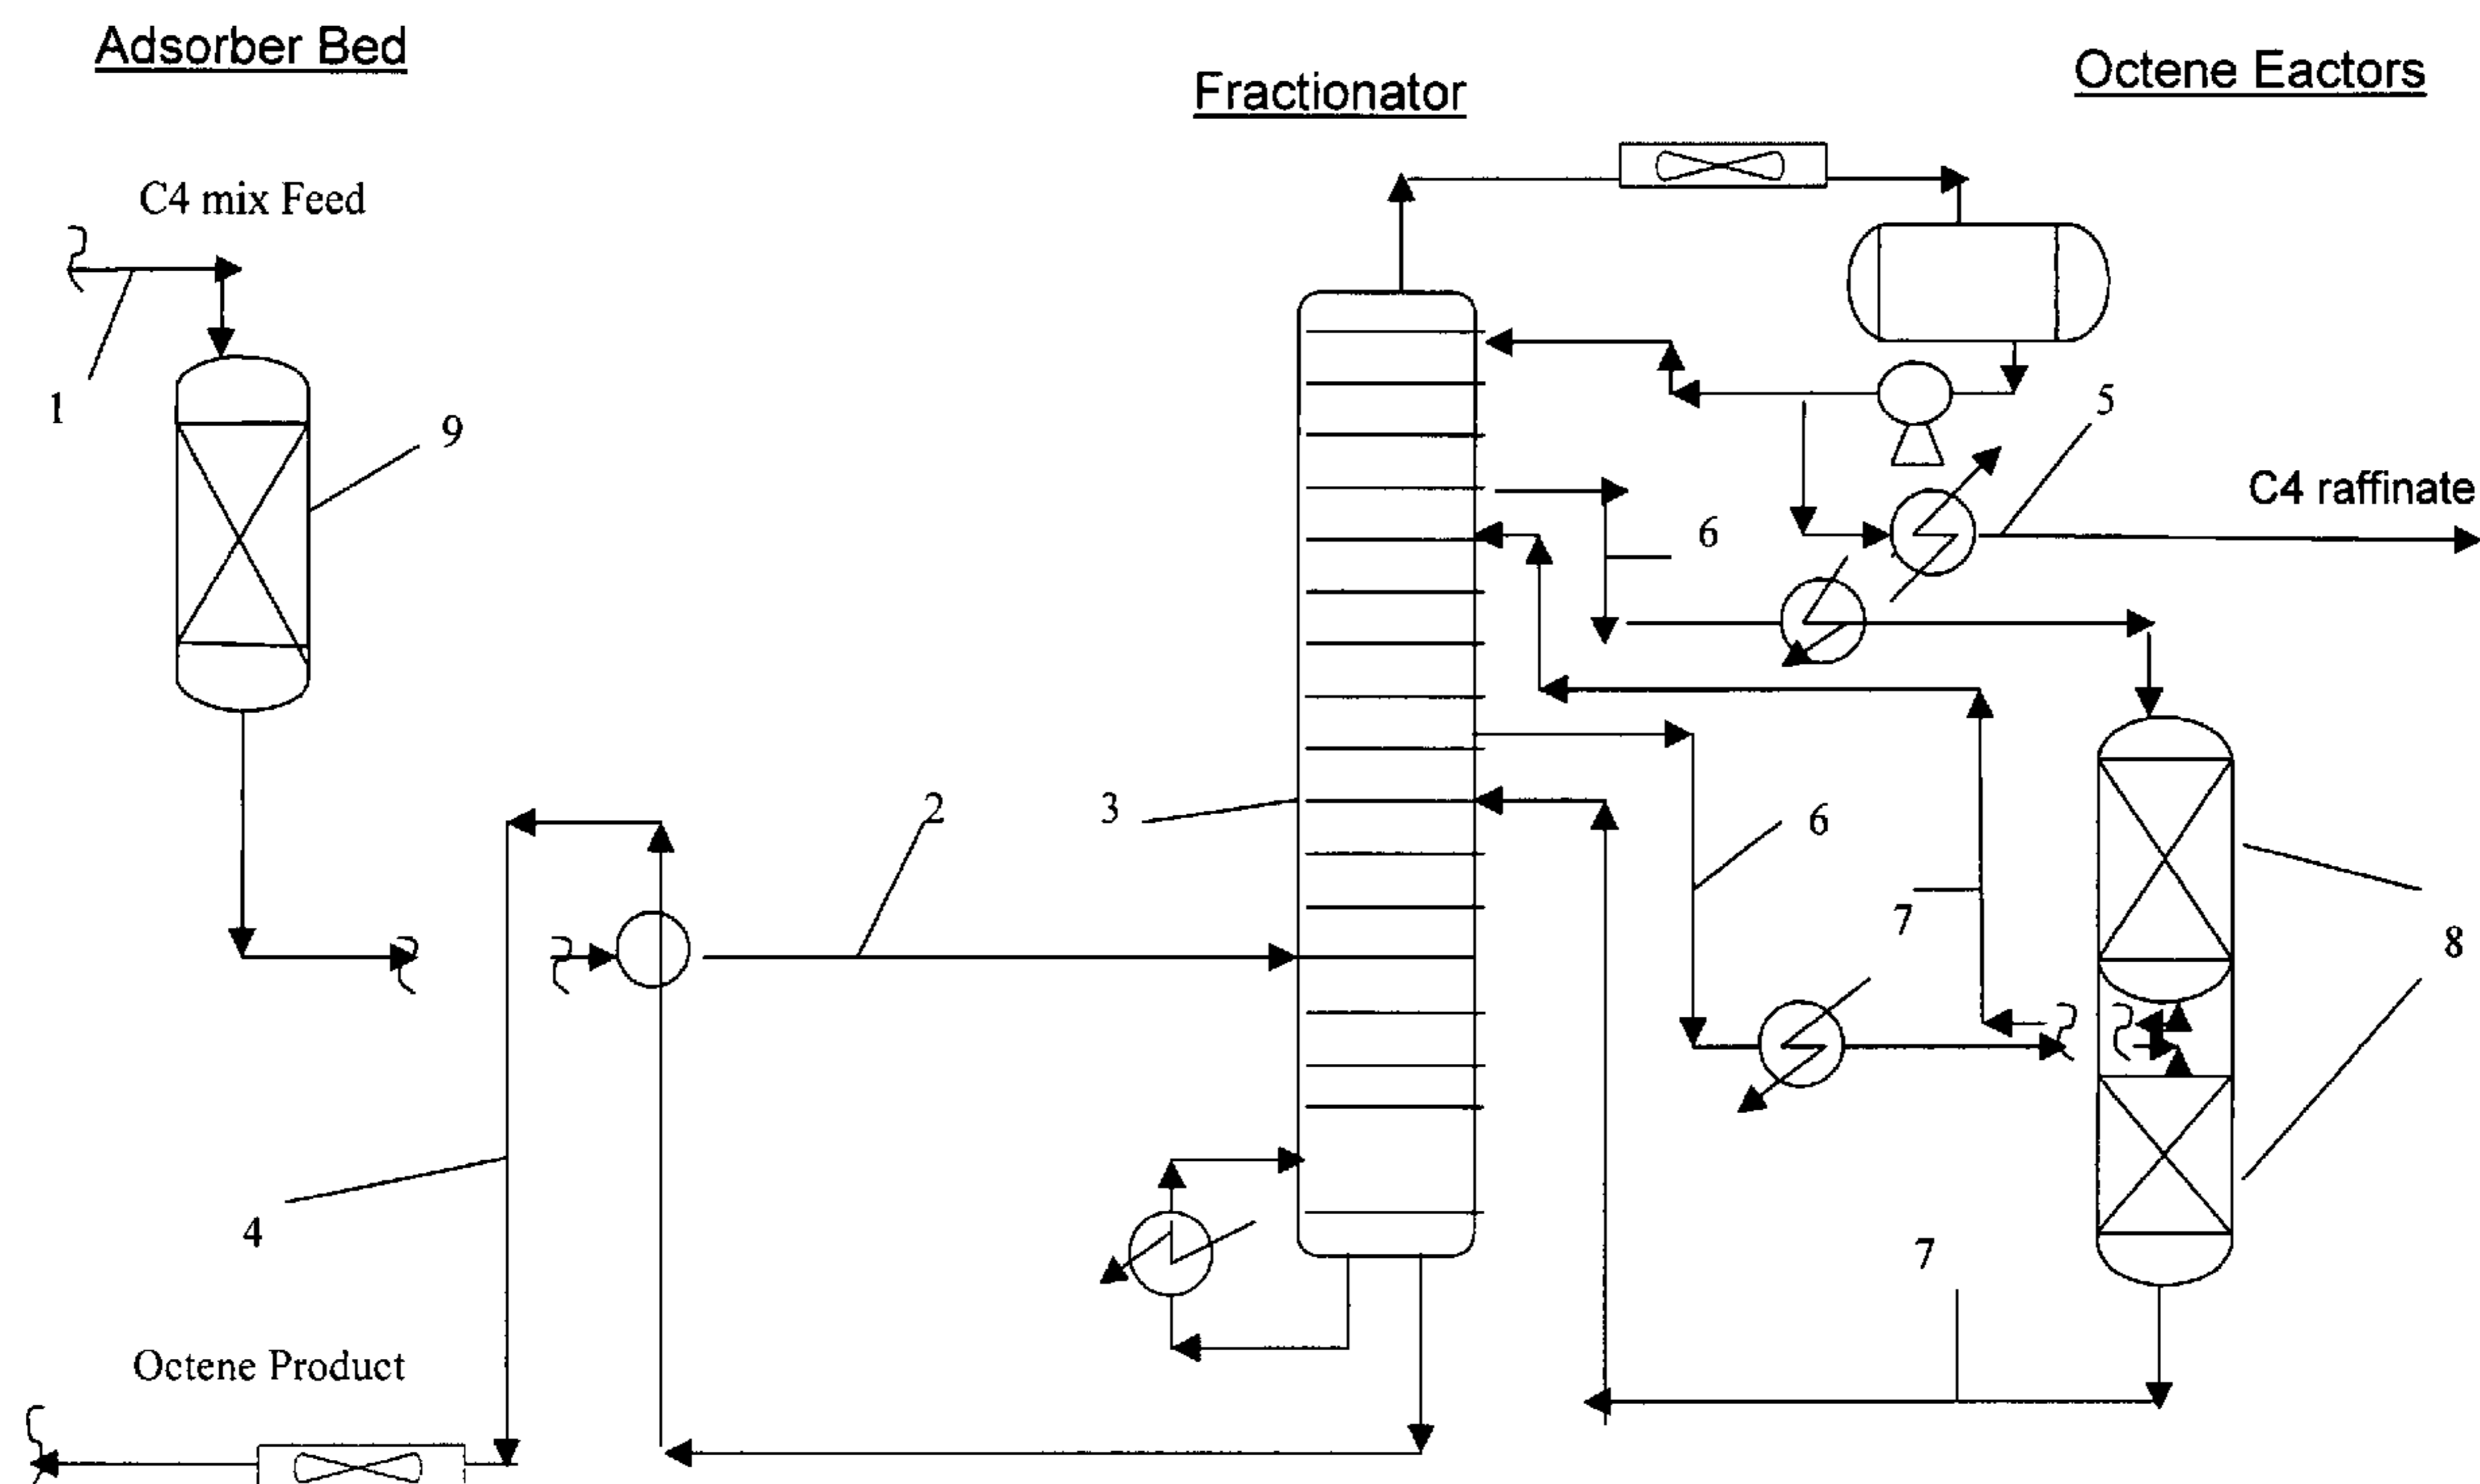 Adsorber Bed
Fractionator
Octene Eactors
C4 mix Feed
1
9
5
C4 raffinate
6
2
3
6
7
8
4
7
Octene Product